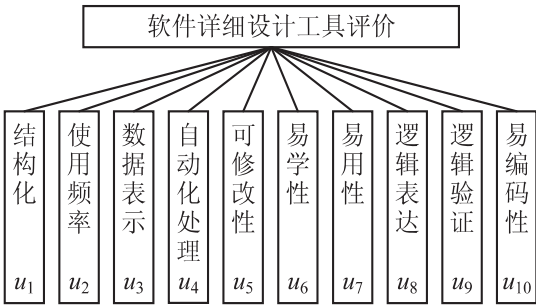 软件详细设计工具评价
结构化 u1
使用频率 u2
数据表示 u3
自动化处理 u4
可修改性 u5
易学性 u6
易用性 u7
逻辑表达 u8
逻辑验证 u9
易编码性 u10